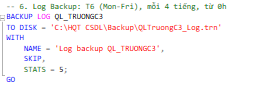 -- 6. Log Backup: T6 (Mon-Fri), mỗi 4 tiếng, từ 0h
BACKUP LOG QL_TRUONGC3
TO DISK = 'C:\HQT CSDL\Backup\QLTruongC3_Log.trn'
WITH
NAME = 'Log backup QL_TRUONGC3',
SKIP,
STATS = 5;
GO